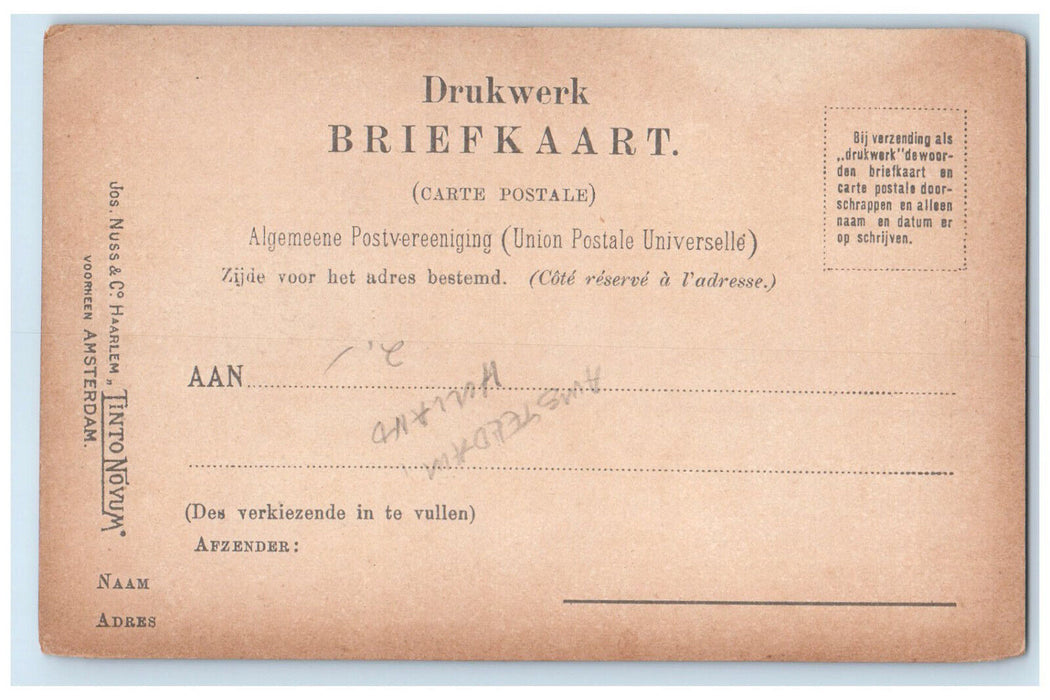 Drukwerk
BRIEFKAART.
(CARTE POSTALE)
Algemeene Postvereeniging (Union Postale Universelle)
Zijde voor het adres bestemd. (Côté réservé à l'adresse.)
Bij verzending als
„drukwerk" de woor-
den briefkaart en
carte postale door-
schrappen en alleen
naam en datum er
op schrijven.
AAN
AMSTERDAM,
HOLLAND
2,
(Des verkiezende in te vullen)
AFZENDER:
NAAM
ADRES
JOS. NUSS & Cº. HAARLEM „TINTO NOVUM"
VOORHEEN AMSTERDAM.